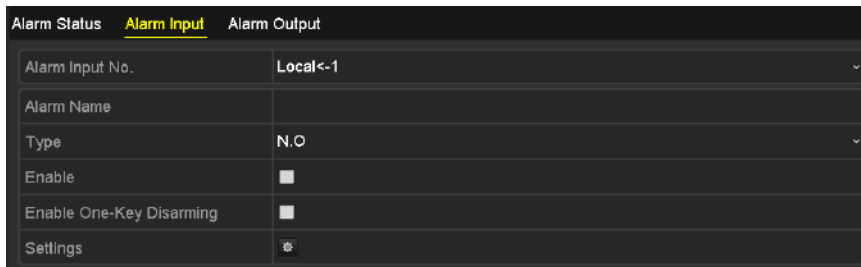 Alarm Status Alarm Input Alarm Output
Alarm Input No. Local<-1
Alarm Name
Type N.O
Enable
Enable One-Key Disarming
Settings